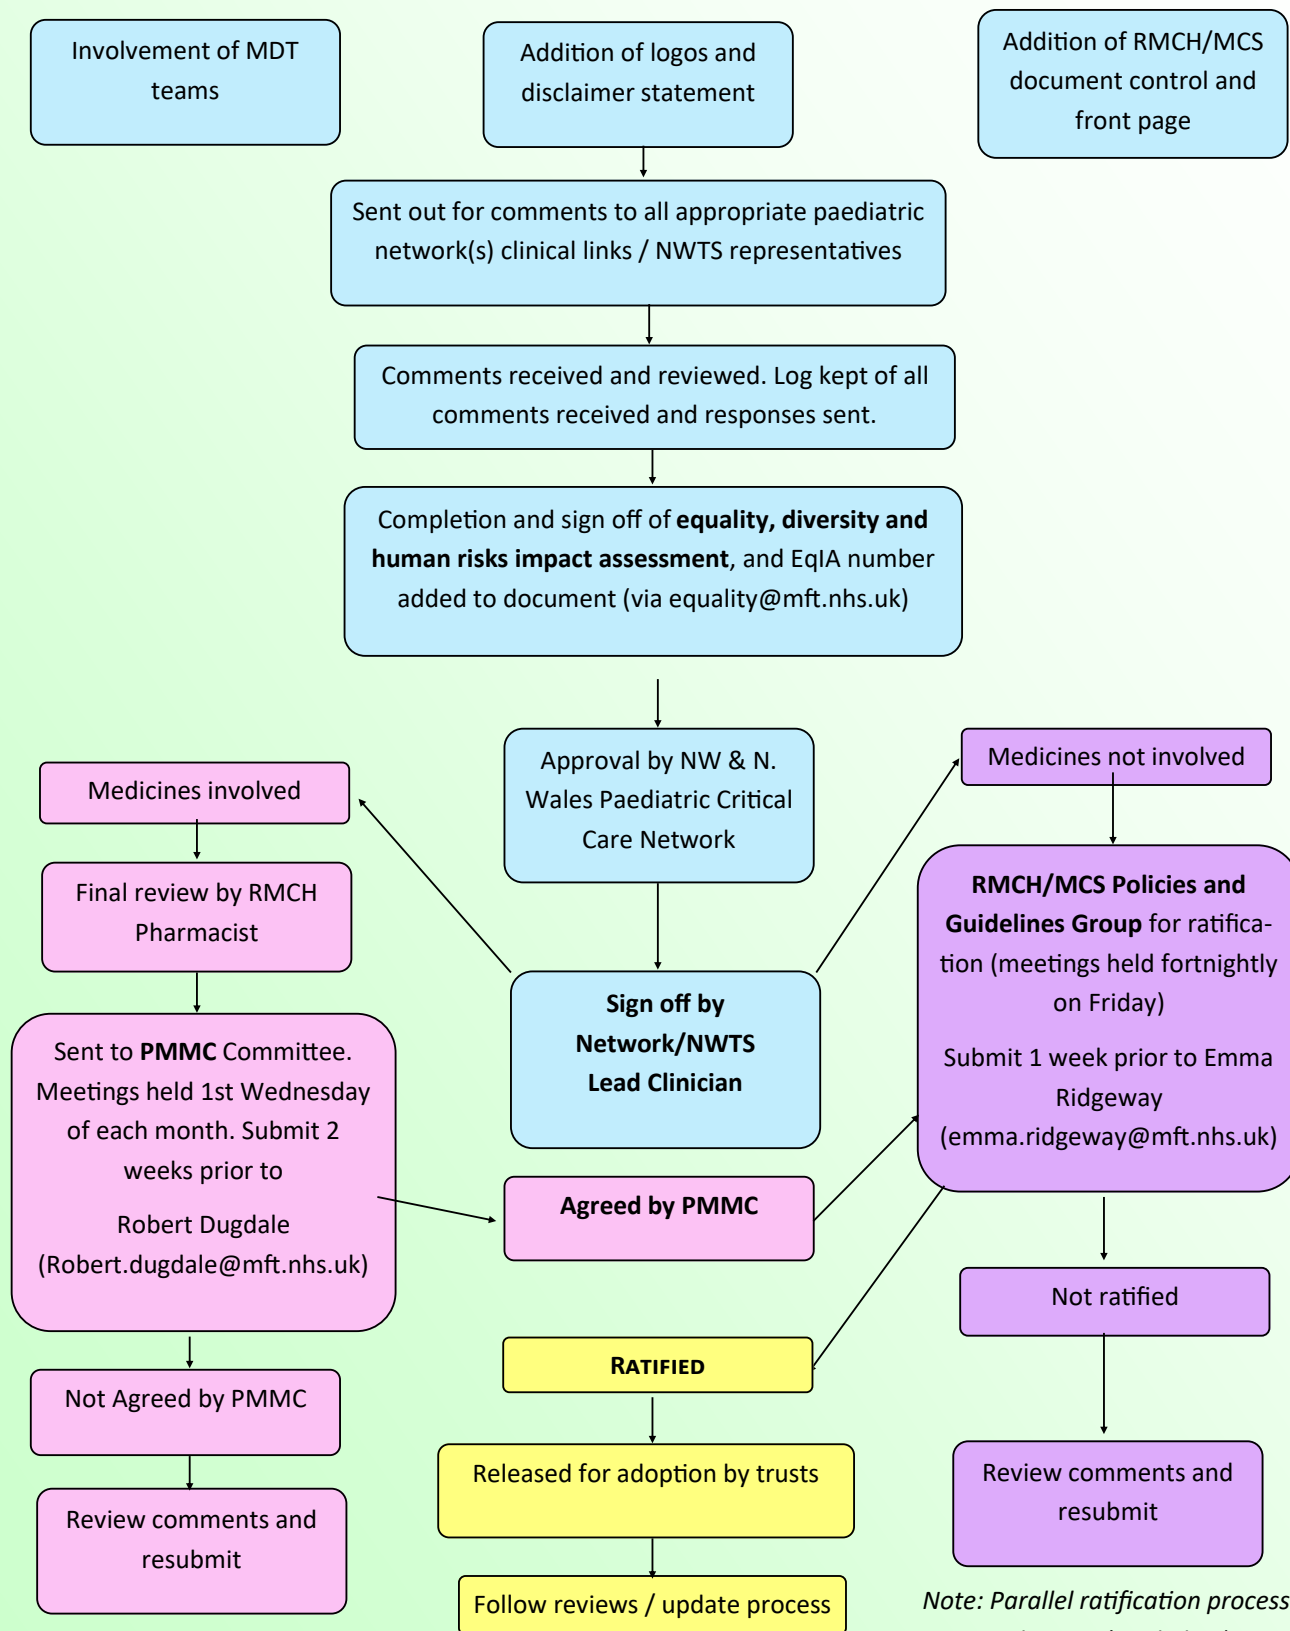 Involvement of MDT
teams
Addition of logos and
disclaimer statement
Addition of RMCH/MCS
document control and
front page
Sent out for comments to all appropriate paediatric
network(s) clinical links / NWTS representatives
Comments received and reviewed. Log kept of all
comments received and responses sent.
Completion and sign off of equality, diversity and
human risks impact assessment, and EqIA number
added to document (via equality@mft.nhs.uk)
Approval by NW & N.
Wales Paediatric Critical
Care Network
Medicines involved
Medicines not involved
Final review by RMCH
Pharmacist
Sign off by
Network/NWTS
Lead Clinician
RMCH/MCS Policies and
Guidelines Group for ratifica-
tion (meetings held fortnightly
on Friday)
Submit 1 week prior to Emma
Ridgeway
(emma.ridgeway@mft.nhs.uk)
Sent to PMMC Committee.
Meetings held 1st Wednesday
of each month. Submit 2
weeks prior to
Robert Dugdale
(Robert.dugdale@mft.nhs.uk)
Agreed by PMMC
Not ratified
RATIFIED
Not Agreed by PMMC
Released for adoption by trusts
Review comments and
resubmit
Review comments and
resubmit
Follow reviews / update process
Note: Parallel ratification process